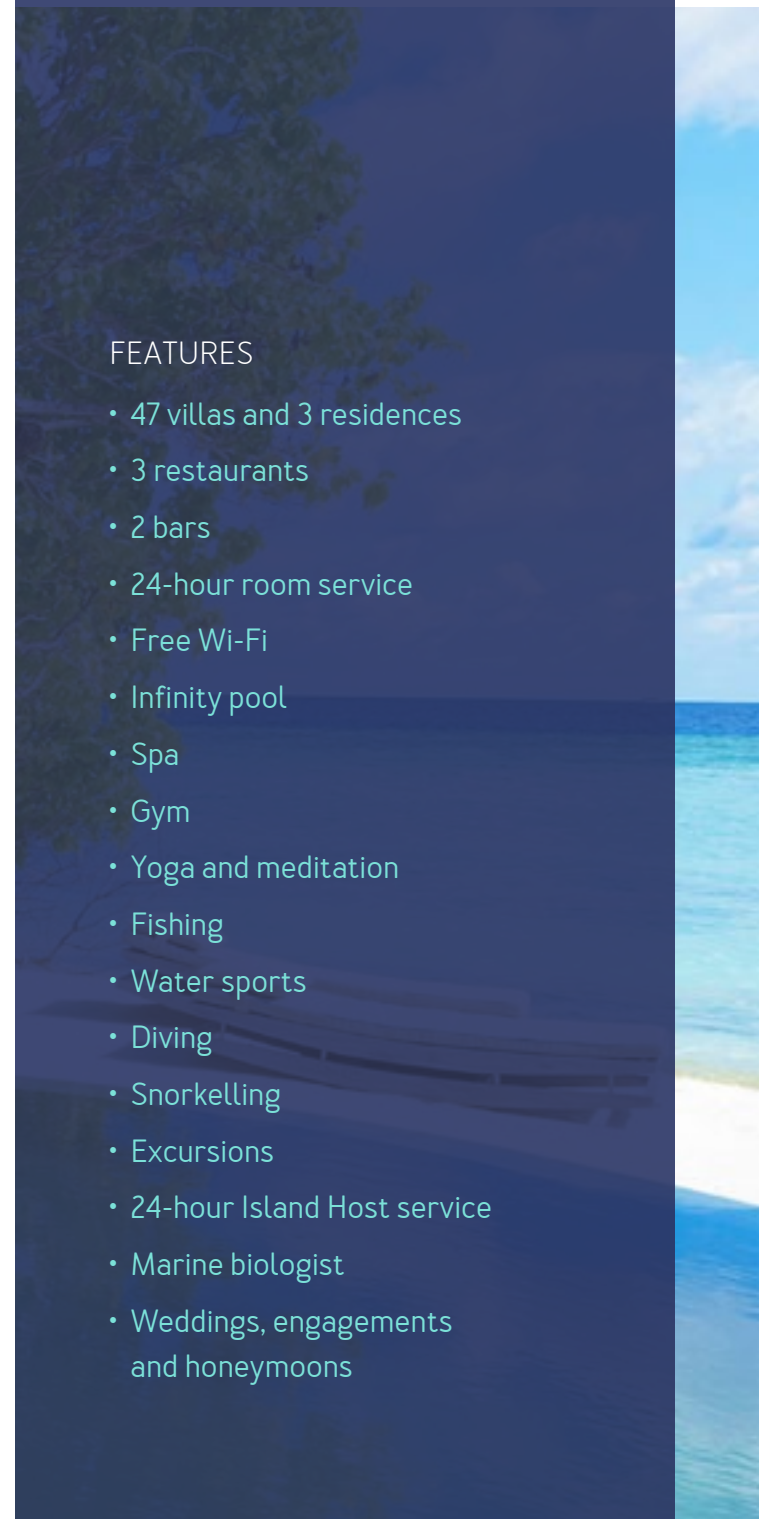 FEATURES
• 47 villas and 3 residences
• 3 restaurants
• 2 bars
• 24-hour room service
• Free Wi-Fi
• Infinity pool
• Spa
• Gym
• Yoga and meditation
• Fishing
• Water sports
• Diving
• Snorkelling
• Excursions
• 24-hour Island Host service
• Marine biologist
• Weddings, engagements
and honeymoons